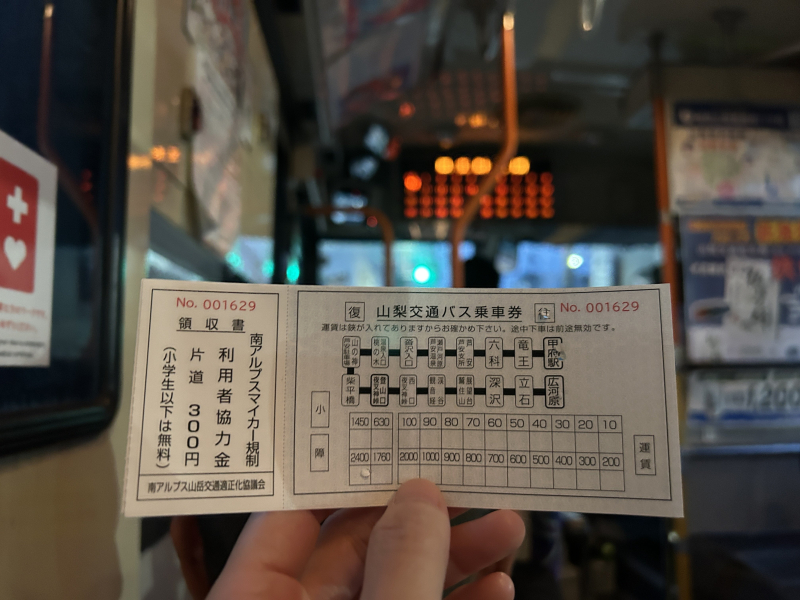 No. 001629
領収書
南アルプスマイカー規制
利用者協力金
片道 300円
(小学生以下は無料)
南アルプス山岳交通適正化協議会
復 山梨交通バス乗車券 往 No. 001629
運賃は鋏が入れてありますからお確かめ下さい。途中下車は前途無効です。
山の神 六科 竜王 甲府駅
柴平橋 深沢 立石 広河原
小
障
運賃
1450 630 100 90 80 70 60 50 40 30 20 10
2400 1760 2000 1000 900 800 700 600 500 400 300 200